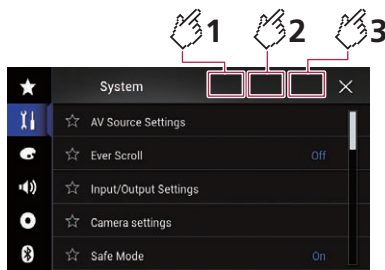 1 2 3
System
AV Source Settings
Ever Scroll Off
Input/Output Settings
Camera settings
Safe Mode On